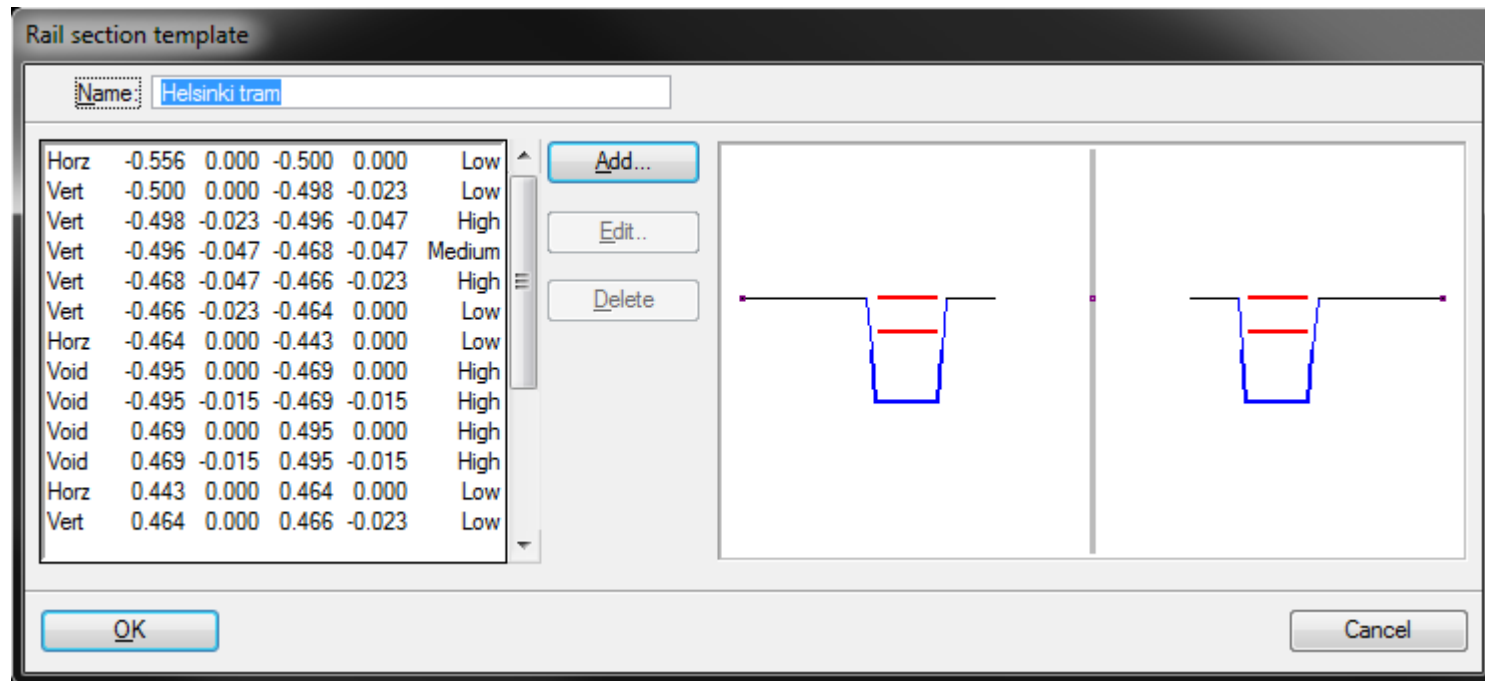 Rail section template
Name: Helsinki tram
Horz -0.556 0.000 -0.500 0.000 Low
Vert -0.500 0.000 -0.498 -0.023 Low
Vert -0.498 -0.023 -0.496 -0.047 High
Vert -0.496 -0.047 -0.468 -0.047 Medium
Vert -0.468 -0.047 -0.466 -0.023 High
Vert -0.466 -0.023 -0.464 0.000 Low
Horz -0.464 0.000 -0.443 0.000 Low
Void -0.495 0.000 -0.469 0.000 High
Void -0.495 -0.015 -0.469 -0.015 High
Void 0.469 0.000 0.495 0.000 High
Void 0.469 -0.015 0.495 -0.015 High
Horz 0.443 0.000 0.464 0.000 Low
Vert 0.464 0.000 0.466 -0.023 Low
Add...
Edit..
Delete
OK
Cancel